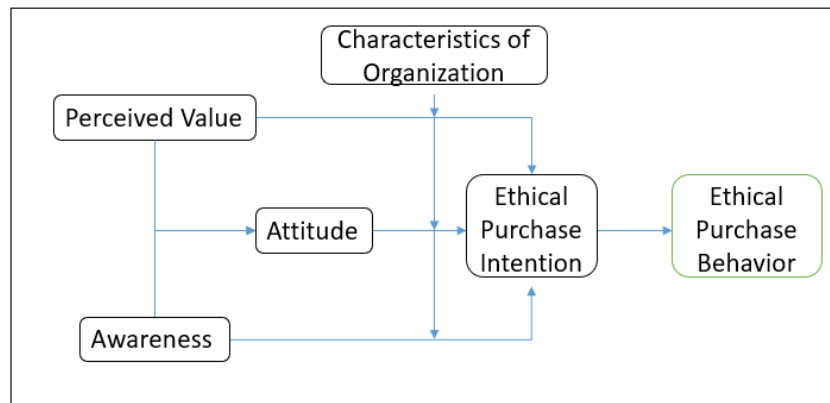 Characteristics of
Organization
Perceived Value
Attitude
Ethical
Purchase
Intention
Ethical
Purchase
Behavior
Awareness